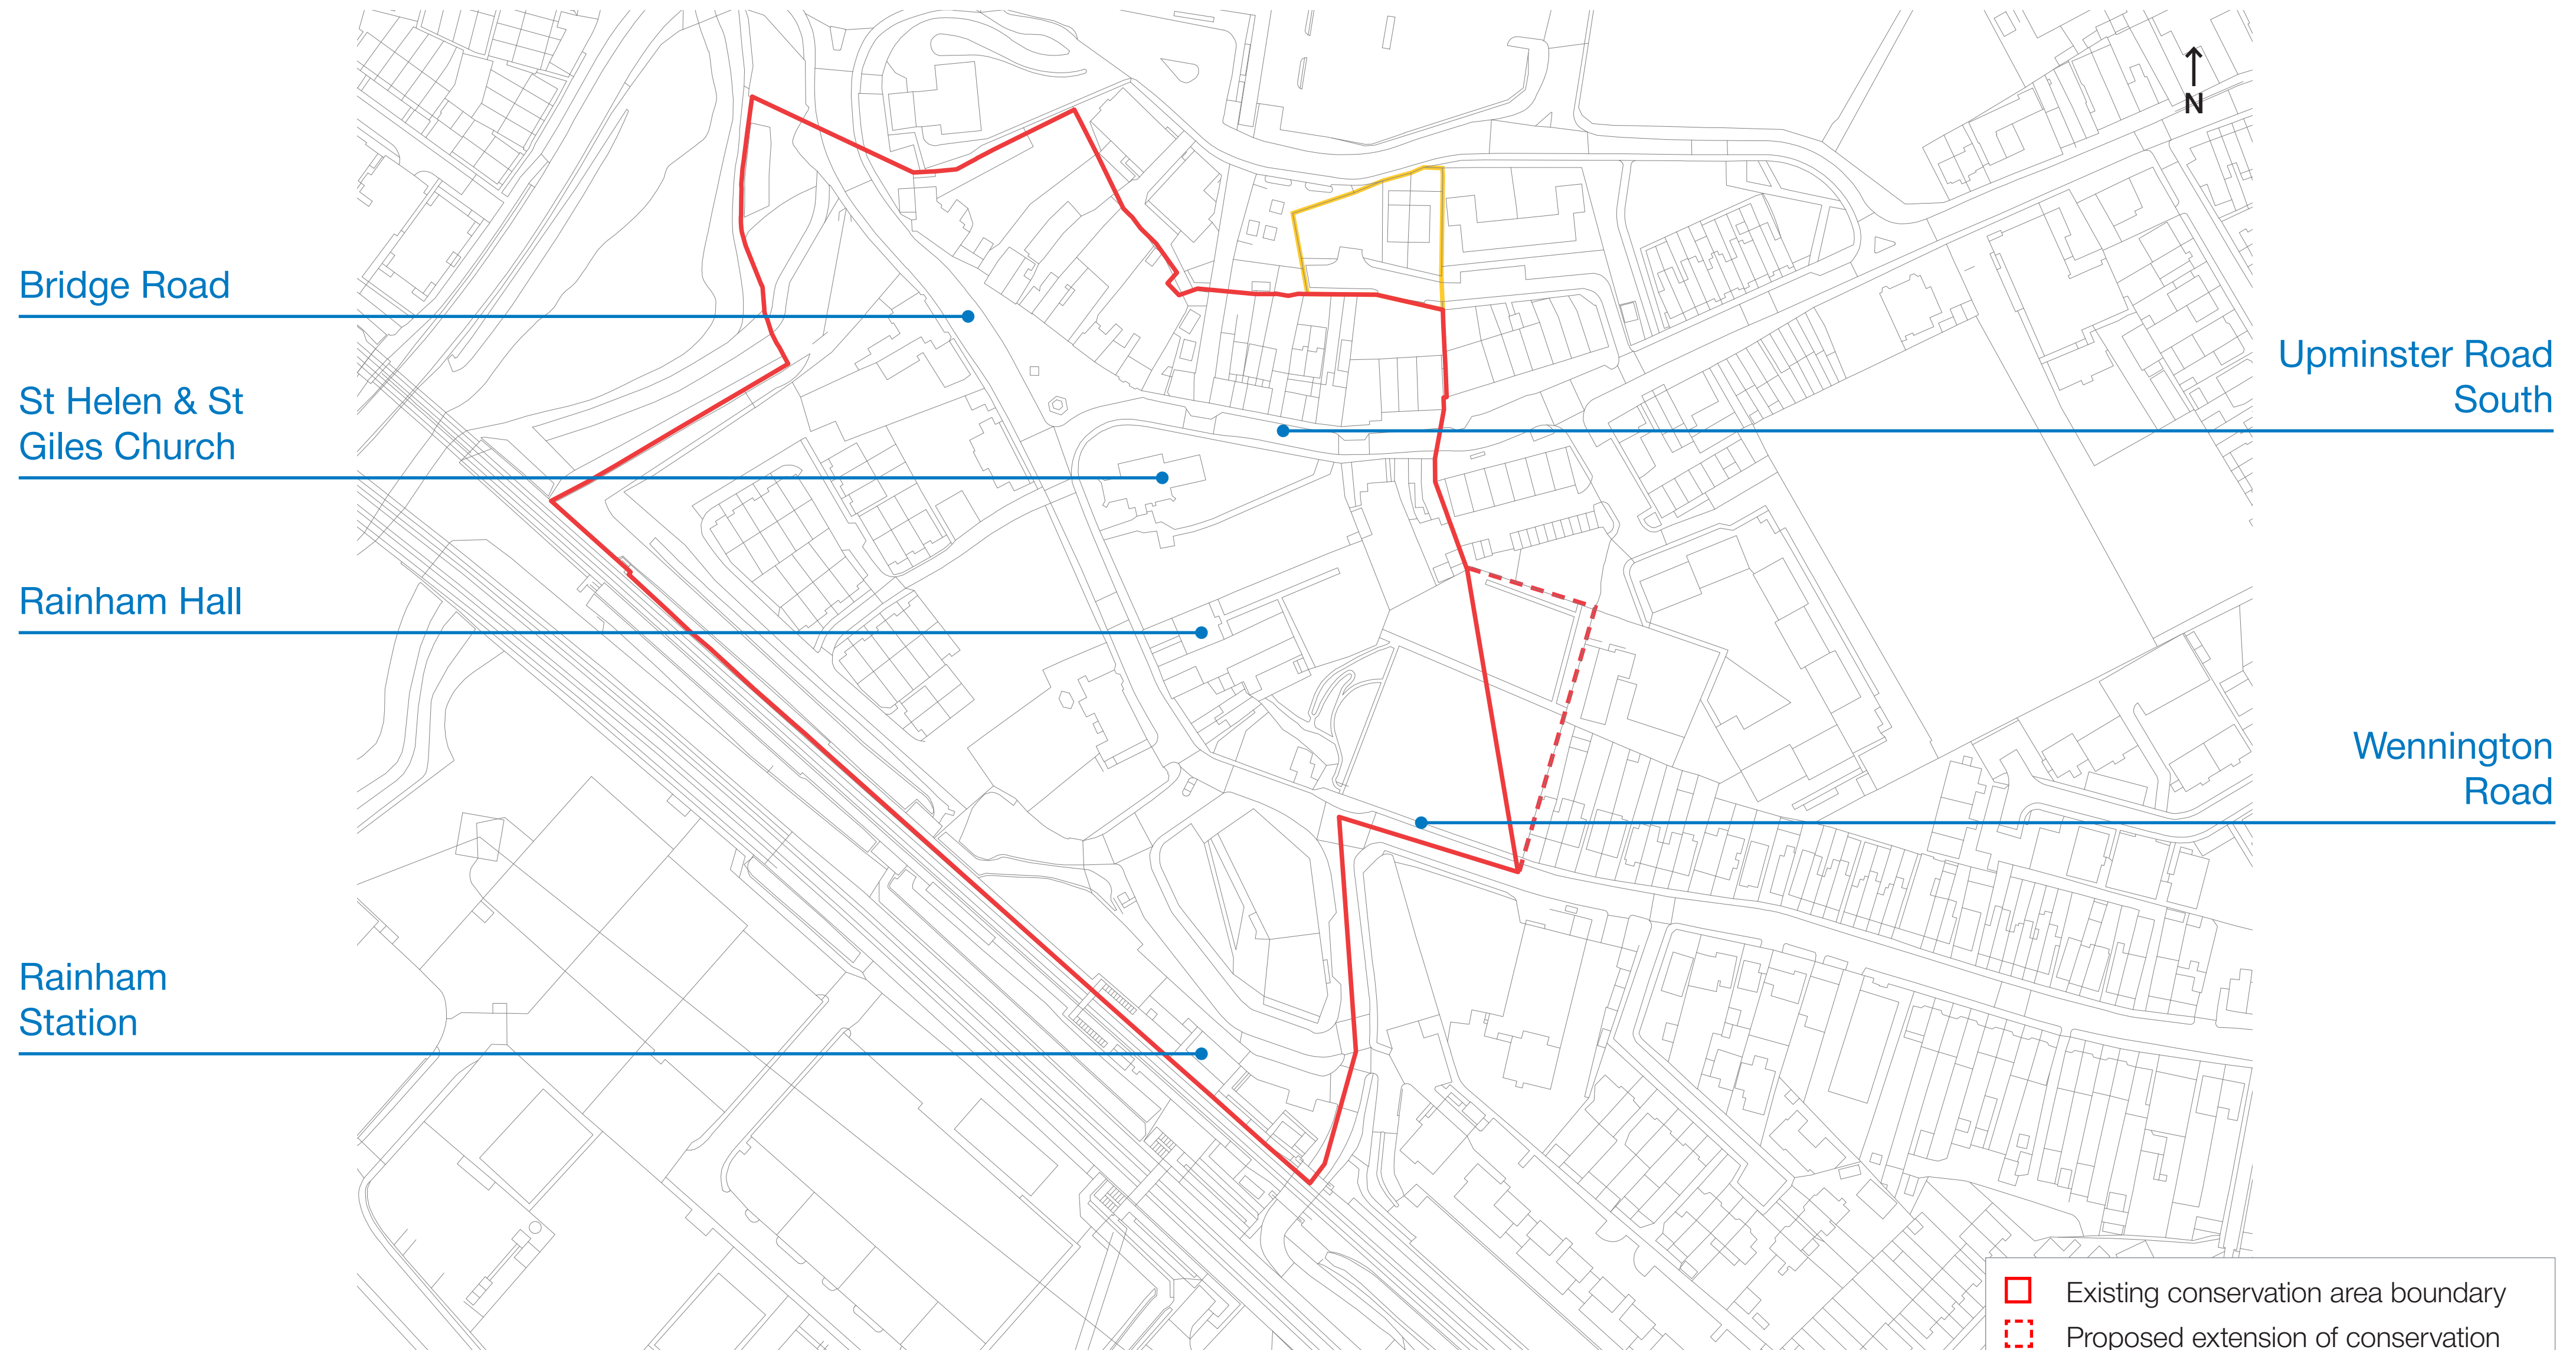 N
Bridge Road
St Helen & St
Giles Church
Rainham Hall
Rainham
Station
Upminster Road
South
Wennington
Road
Existing conservation area boundary
Proposed extension of conservation